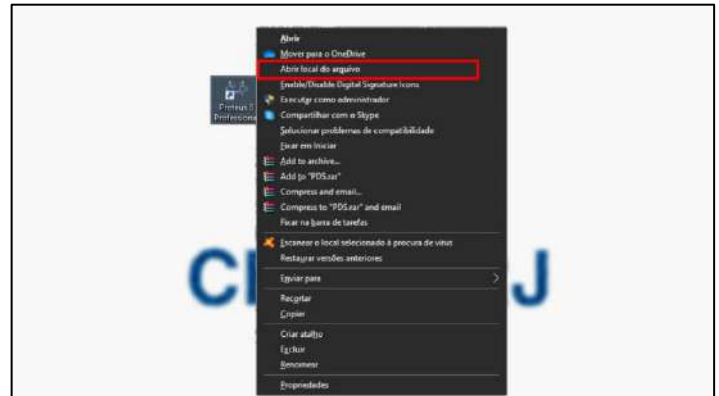 Abrir
Mover para o OneDrive
Abrir local do arquivo
Enable/Disable Digital Signature Icons
Executar como administrador
Compartilhar com o Skype
Solucionar problemas de compatibilidade
Fixar em Iniciar
Add to archive...
Add to "PDS.rar"
Compress and email...
Compress to "PDS.rar" and email
Fixar na barra de tarefas
Escanear o local selecionado à procura de vírus
Restaurar versões anteriores
Enviar para
Recortar
Copiar
Criar atalho
Excluir
Renomear
Propriedades
Proteus 8
Professional
C
J